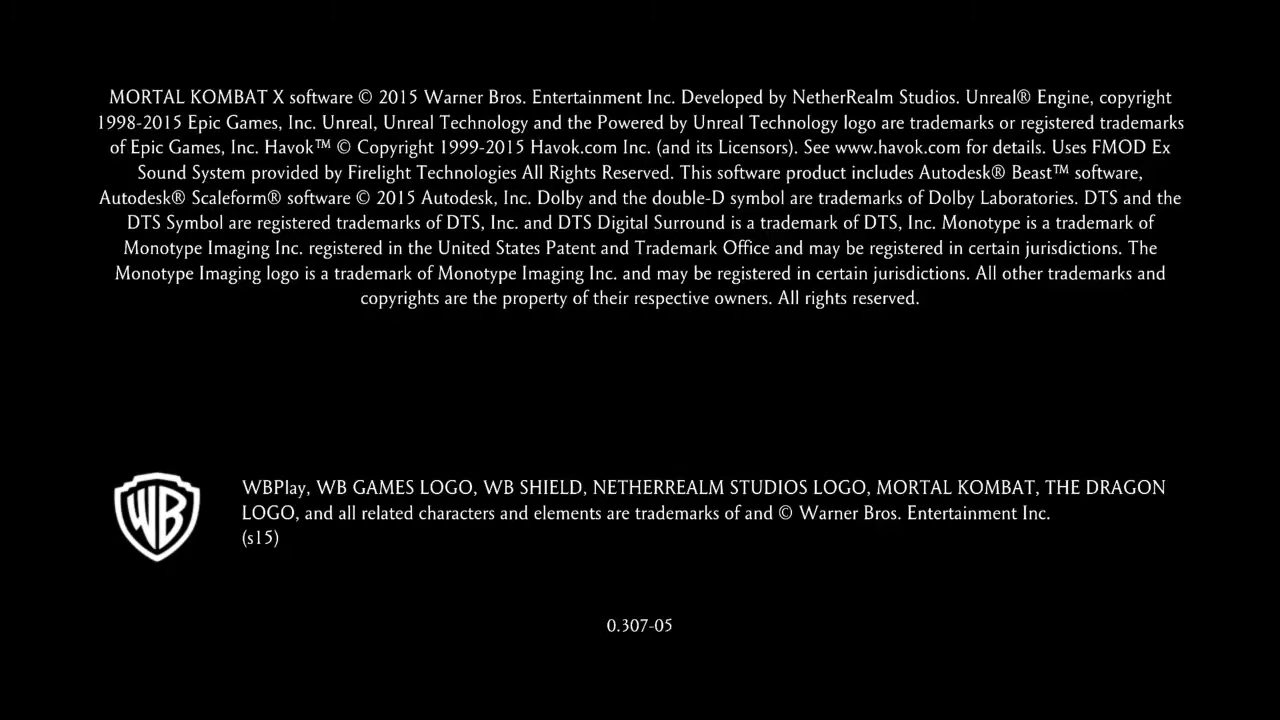 MORTAL KOMBAT X software © 2015 Warner Bros. Entertainment Inc. Developed by NetherRealm Studios. Unreal® Engine, copyright
1998-2015 Epic Games, Inc. Unreal, Unreal Technology and the Powered by Unreal Technology logo are trademarks or registered trademarks
of Epic Games, Inc. Havok™ © Copyright 1999-2015 Havok.com Inc. (and its Licensors). See www.havok.com for details. Uses FMOD Ex
Sound System provided by Firelight Technologies All Rights Reserved. This software product includes Autodesk® Beast™ software,
Autodesk® Scaleform® software © 2015 Autodesk, Inc. Dolby and the double-D symbol are trademarks of Dolby Laboratories. DTS and the
DTS Symbol are registered trademarks of DTS, Inc. and DTS Digital Surround is a trademark of DTS, Inc. Monotype is a trademark of
Monotype Imaging Inc. registered in the United States Patent and Trademark Office and may be registered in certain jurisdictions. The
Monotype Imaging logo is a trademark of Monotype Imaging Inc. and may be registered in certain jurisdictions. All other trademarks and
copyrights are the property of their respective owners. All rights reserved.
WB
WBPlay, WB GAMES LOGO, WB SHIELD, NETHERREALM STUDIOS LOGO, MORTAL KOMBAT, THE DRAGON
LOGO, and all related characters and elements are trademarks of and © Warner Bros. Entertainment Inc.
(s15)
0.307-05